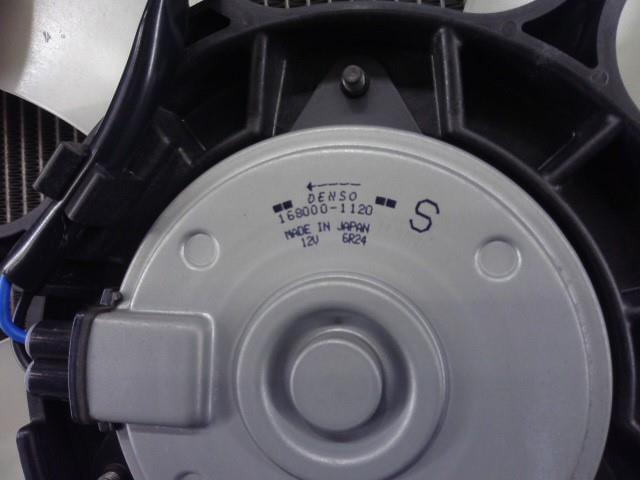 DENSO
168000-1120
S
MADE IN JAPAN
12V 6R24